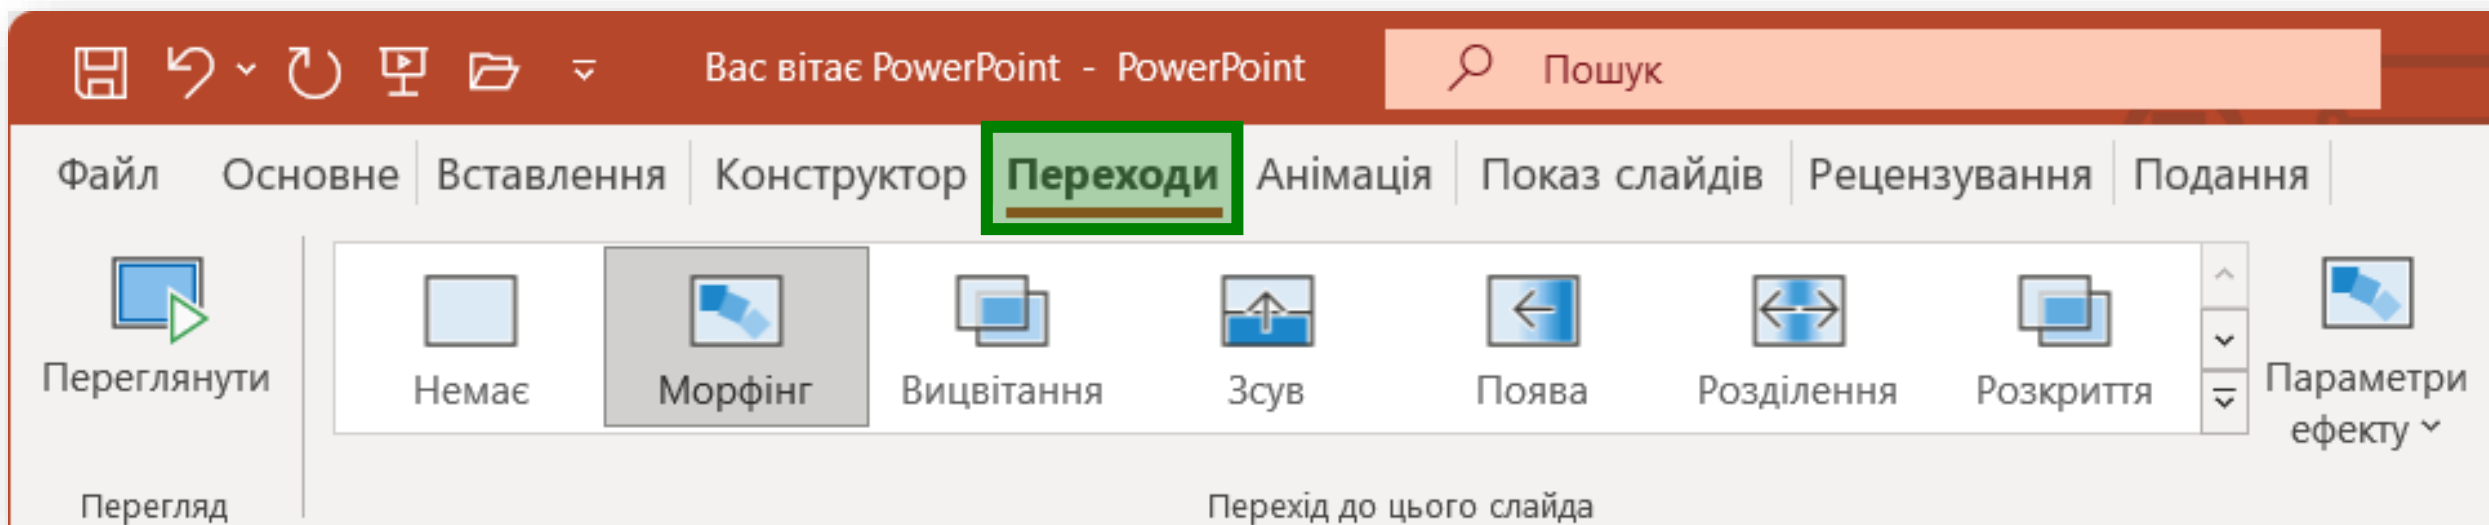 Вас вітає PowerPoint - PowerPoint
Пошук
Файл Основне Вставлення Конструктор Переходи Анімація Показ слайдів Рецензування Подання
Переглянути
Немає Морфінг Вицвітання Зсув Поява Розділення Розкриття
Параметри
ефекту
Перегляд
Перехід до цього слайда